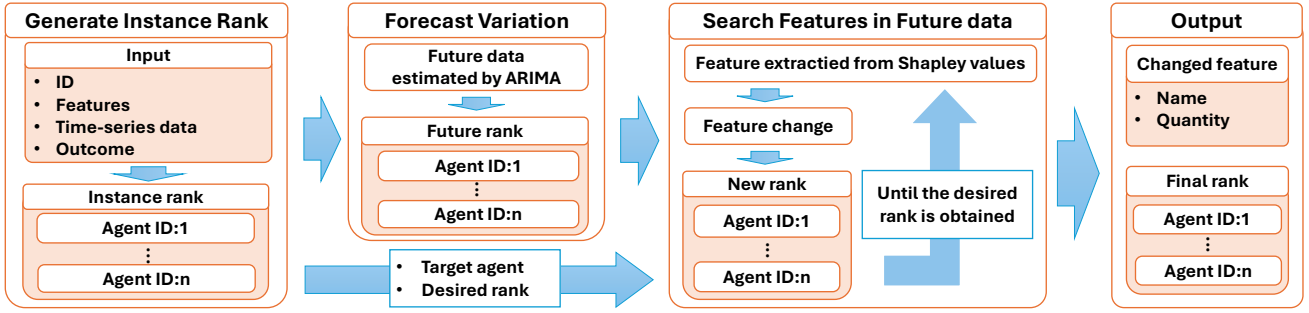 Generate Instance Rank
Input
• ID
• Features
• Time-series data
• Outcome
Instance rank
Agent ID:1
⋮
Agent ID:n
Forecast Variation
Future data
estimated by ARIMA
Future rank
Agent ID:1
⋮
Agent ID:n
• Target agent
• Desired rank
Search Features in Future data
Feature extractied from Shapley values
Feature change
New rank
Agent ID:1
⋮
Agent ID:n
Until the desired
rank is obtained
Output
Changed feature
• Name
• Quantity
Final rank
Agent ID:1
⋮
Agent ID:n